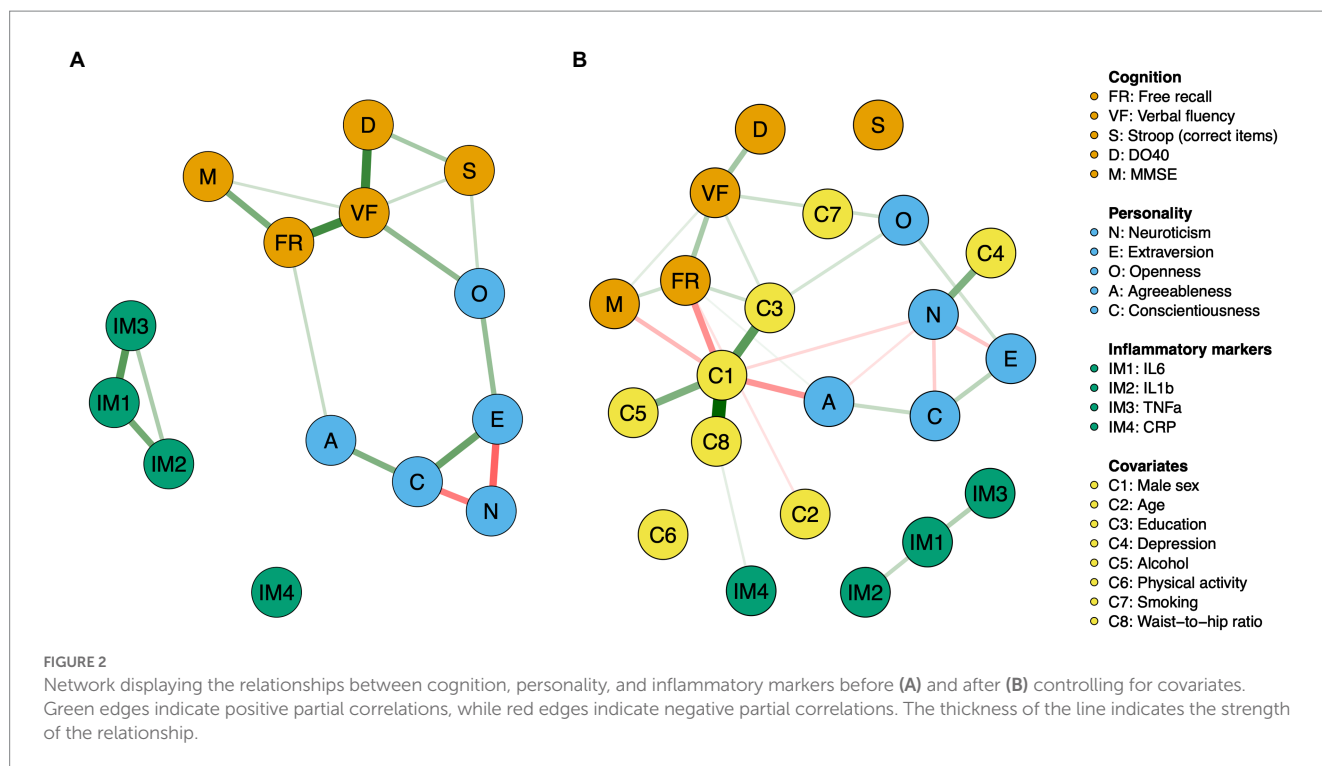 A
D
M
S
VF
FR
O
IM3
IM1
E
A
IM2
C
N
IM4
B
D
S
VF
C7
O
C4
FR
M
C3
N
E
C1
A
C5
C
C8
IM3
C2
C6
IM1
IM4
IM2
Cognition
FR: Free recall
VF: Verbal fluency
S: Stroop (correct items)
D: DO40
M: MMSE
Personality
N: Neuroticism
E: Extraversion
O: Openness
A: Agreeableness
C: Conscientiousness
Inflammatory markers
IM1: IL6
IM2: IL1b
IM3: TNFa
IM4: CRP
Covariates
C1: Male sex
C2: Age
C3: Education
C4: Depression
C5: Alcohol
C6: Physical activity
C7: Smoking
C8: Waist−to−hip ratio
FIGURE 2
Network displaying the relationships between cognition, personality, and inflammatory markers before (A) and after (B) controlling for covariates.
Green edges indicate positive partial correlations, while red edges indicate negative partial correlations. The thickness of the line indicates the strength
of the relationship.